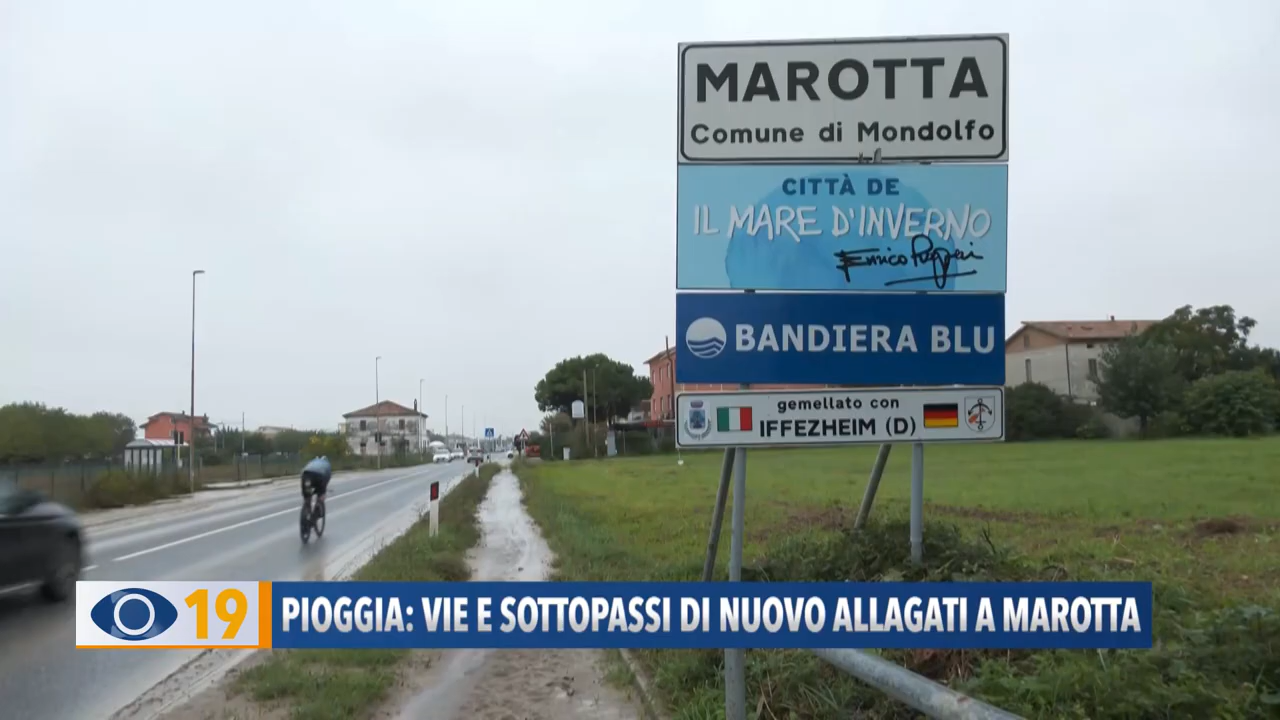 MAROTTA
Comune di Mondolfo
CITTÀ DE
IL MARE D'INVERNO
Enrico Ruggeri
BANDIERA BLU
gemellato con
IFFEZHEIM (D)
19 PIOGGIA: VIE E SOTTOPASSI DI NUOVO ALLAGATI A MAROTTA